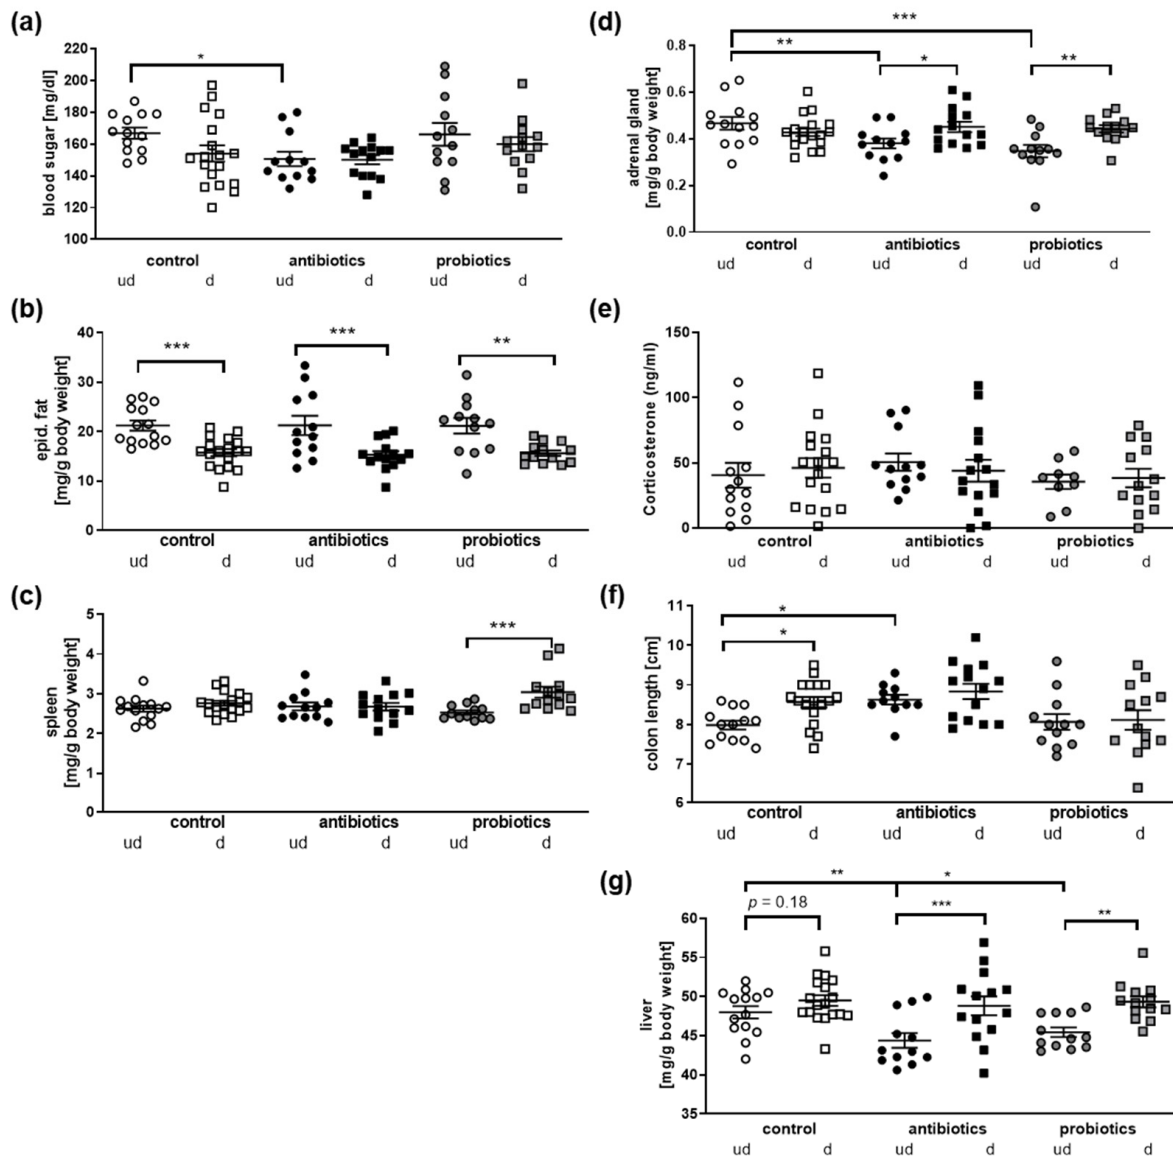 (a)
blood sugar [mg/dl]
220
200
180
160
140
120
100
*
control antibiotics probiotics
ud d ud d ud d
(b)
epid. fat
[mg/g body weight]
40
30
20
10
0
*** *** **
control antibiotics probiotics
ud d ud d ud d
(c)
spleen
[mg/g body weight]
5
4
3
2
1
0
***
control antibiotics probiotics
ud d ud d ud d
(d)
adrenal gland
[mg/g body weight]
0.8
0.6
0.4
0.2
0.0
***
** * **
control antibiotics probiotics
ud d ud d ud d
(e)
Corticosterone (ng/ml)
150
100
50
0
control antibiotics probiotics
ud d ud d ud d
(f)
colon length [cm]
11
10
9
8
7
6
*
*
control antibiotics probiotics
ud d ud d ud d
(g)
liver
[mg/g body weight]
60
55
50
45
40
35
** *
p = 0.18 *** **
control antibiotics probiotics
ud d ud d ud d